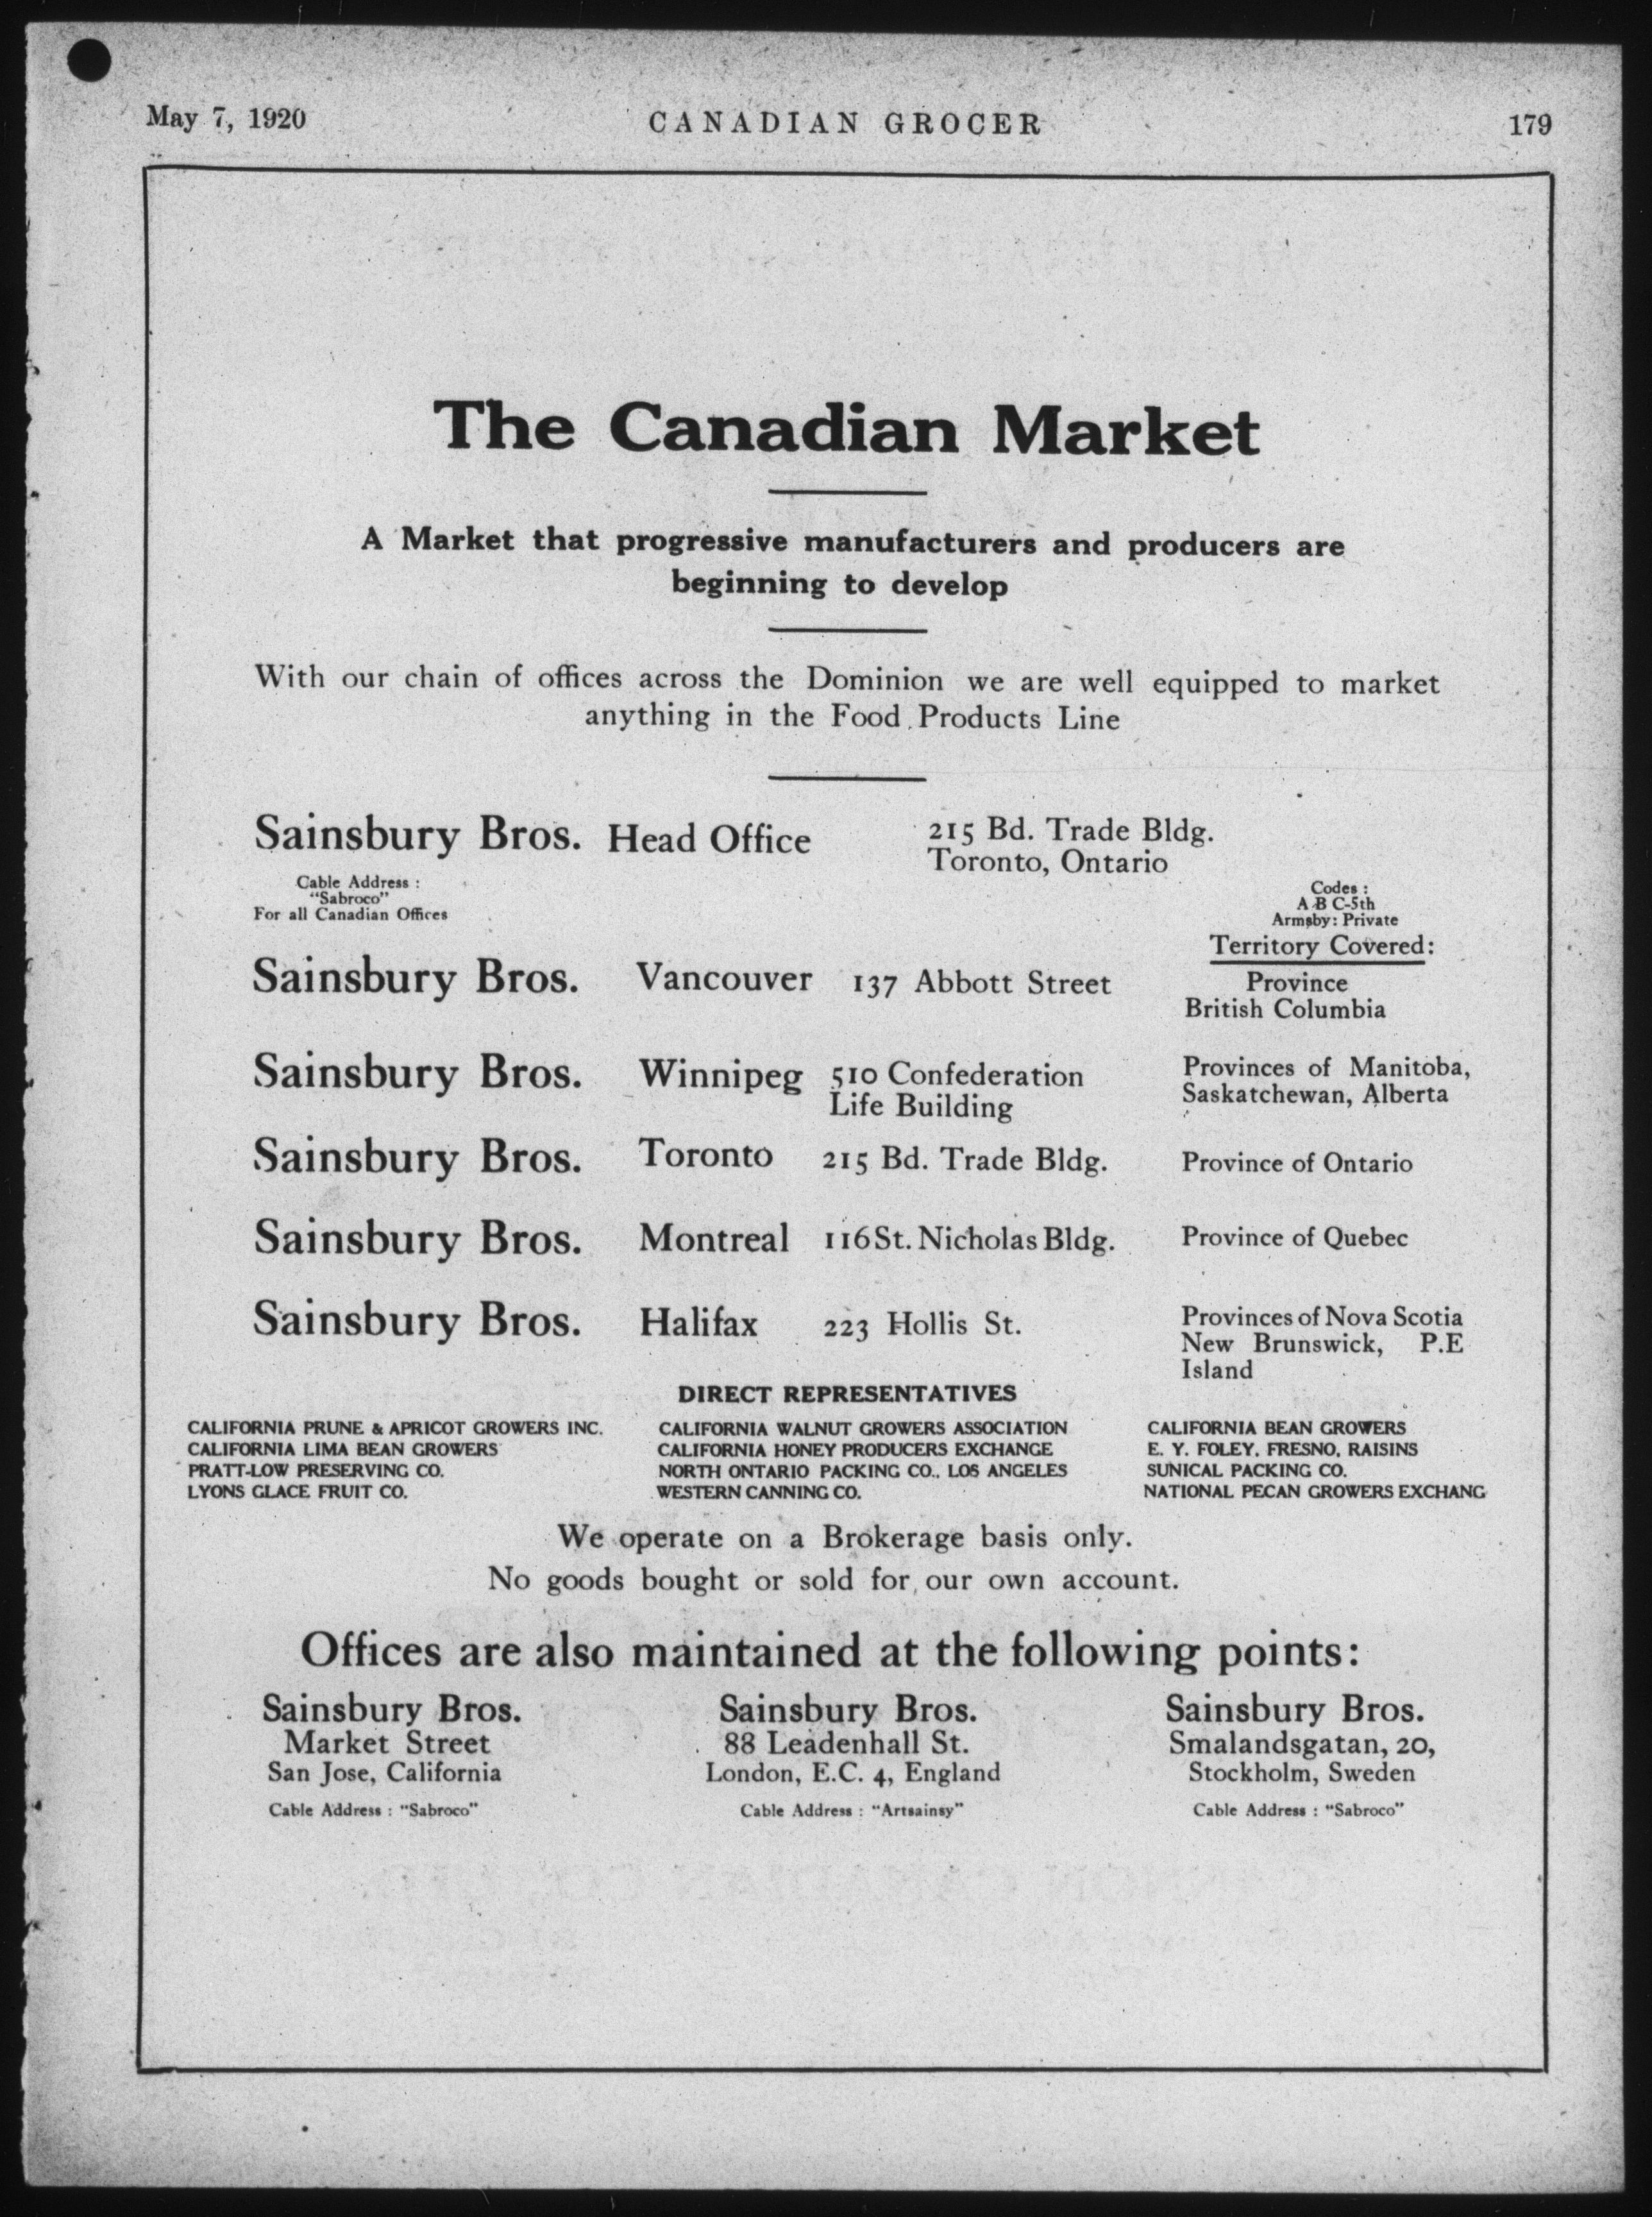 May 7, 1920 CANADIAN GROCER 179
The Canadian Market
A Market that progressive manufacturers and producers are
beginning to develop
With our chain of offices across the Dominion we are well equipped to market
anything in the Food Products Line
Sainsbury Bros. Head Office 215 Bd. Trade Bldg.
Toronto, Ontario
Cable Address :
"Sabroco"
For all Canadian Offices
Codes :
A B C-5th
Armsby: Private
Territory Covered:
Sainsbury Bros. Vancouver 137 Abbott Street Province
British Columbia
Sainsbury Bros. Winnipeg 510 Confederation
Life Building
Provinces of Manitoba,
Saskatchewan, Alberta
Sainsbury Bros. Toronto 215 Bd. Trade Bldg. Province of Ontario
Sainsbury Bros. Montreal 116 St. Nicholas Bldg. Province of Quebec
Sainsbury Bros. Halifax 223 Hollis St. Provinces of Nova Scotia
New Brunswick, P.E
Island
DIRECT REPRESENTATIVES
CALIFORNIA PRUNE & APRICOT GROWERS INC.
CALIFORNIA LIMA BEAN GROWERS
PRATT-LOW PRESERVING CO.
LYONS GLACE FRUIT CO.
CALIFORNIA WALNUT GROWERS ASSOCIATION
CALIFORNIA HONEY PRODUCERS EXCHANGE
NORTH ONTARIO PACKING CO., LOS ANGELES
WESTERN CANNING CO.
CALIFORNIA BEAN GROWERS
E. Y. FOLEY, FRESNO, RAISINS
SUNICAL PACKING CO.
NATIONAL PECAN GROWERS EXCHANG
We operate on a Brokerage basis only.
No goods bought or sold for our own account.
Offices are also maintained at the following points:
Sainsbury Bros.
Market Street
San Jose, California
Cable Address : "Sabroco"
Sainsbury Bros.
88 Leadenhall St.
London, E.C. 4, England
Cable Address : "Artsainsy"
Sainsbury Bros.
Smalandsgatan, 20,
Stockholm, Sweden
Cable Address : "Sabroco"